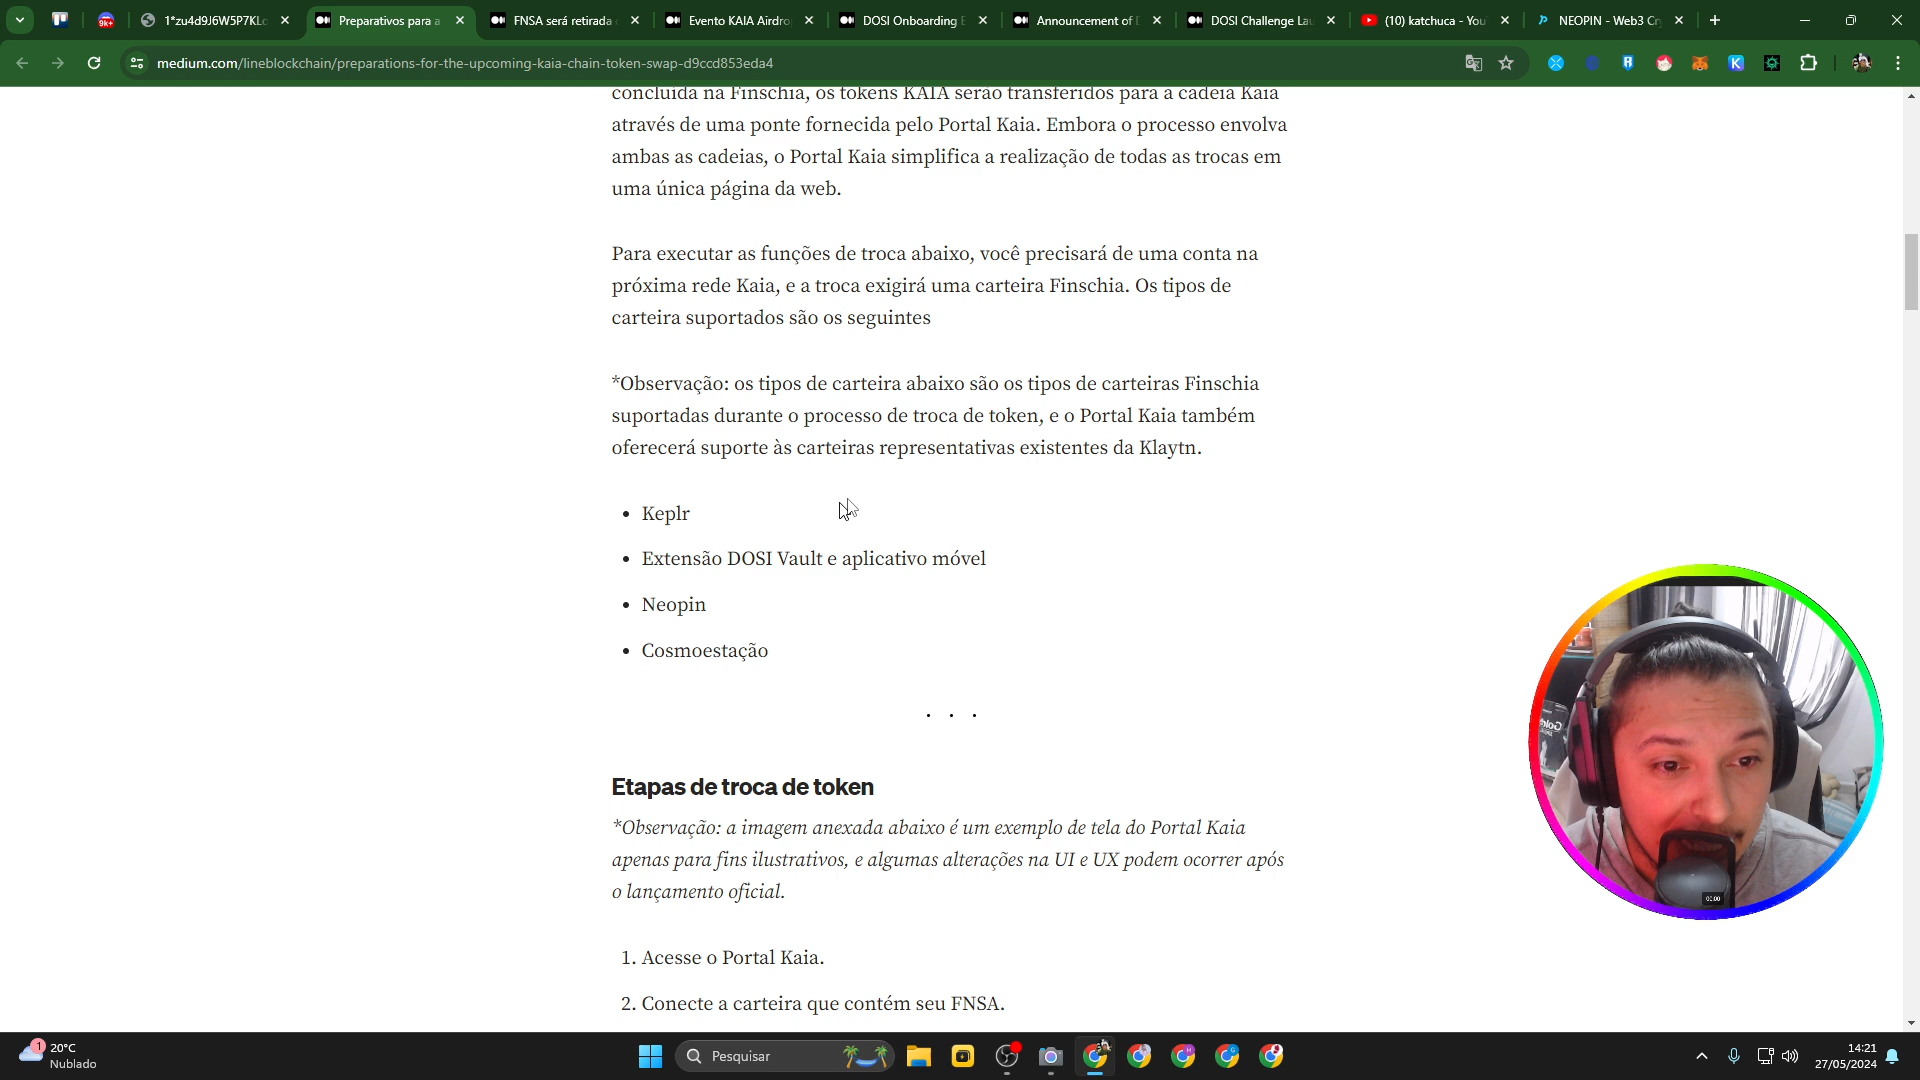 1*zu4d9J6W5P7KLo
Preparativos para a
FNSA será retirada
Evento KAIA Airdro
DOSI Onboarding E
Announcement of D
DOSI Challenge Lau
(10) katchuca - You
NEOPIN - Web3 Cry
9K+
medium.com/lineblockchain/preparations-for-the-upcoming-kaia-chain-token-swap-d9ccd853eda4
concluída na Finschia, os tokens KAIA serão transferidos para a cadeia Kaia
através de uma ponte fornecida pelo Portal Kaia. Embora o processo envolva
ambas as cadeias, o Portal Kaia simplifica a realização de todas as trocas em
uma única página da web.
Para executar as funções de troca abaixo, você precisará de uma conta na
próxima rede Kaia, e a troca exigirá uma carteira Finschia. Os tipos de
carteira suportados são os seguintes
*Observação: os tipos de carteira abaixo são os tipos de carteiras Finschia
suportadas durante o processo de troca de token, e o Portal Kaia também
oferecerá suporte às carteiras representativas existentes da Klaytn.
• Keplr
• Extensão DOSI Vault e aplicativo móvel
• Neopin
• Cosmoestação
. . .
Etapas de troca de token
*Observação: a imagem anexada abaixo é um exemplo de tela do Portal Kaia
apenas para fins ilustrativos, e algumas alterações na UI e UX podem ocorrer após
o lançamento oficial.
1. Acesse o Portal Kaia.
2. Conecte a carteira que contém seu FNSA.
00:00
1
20°C
Nublado
Pesquisar
14:21
27/05/2024